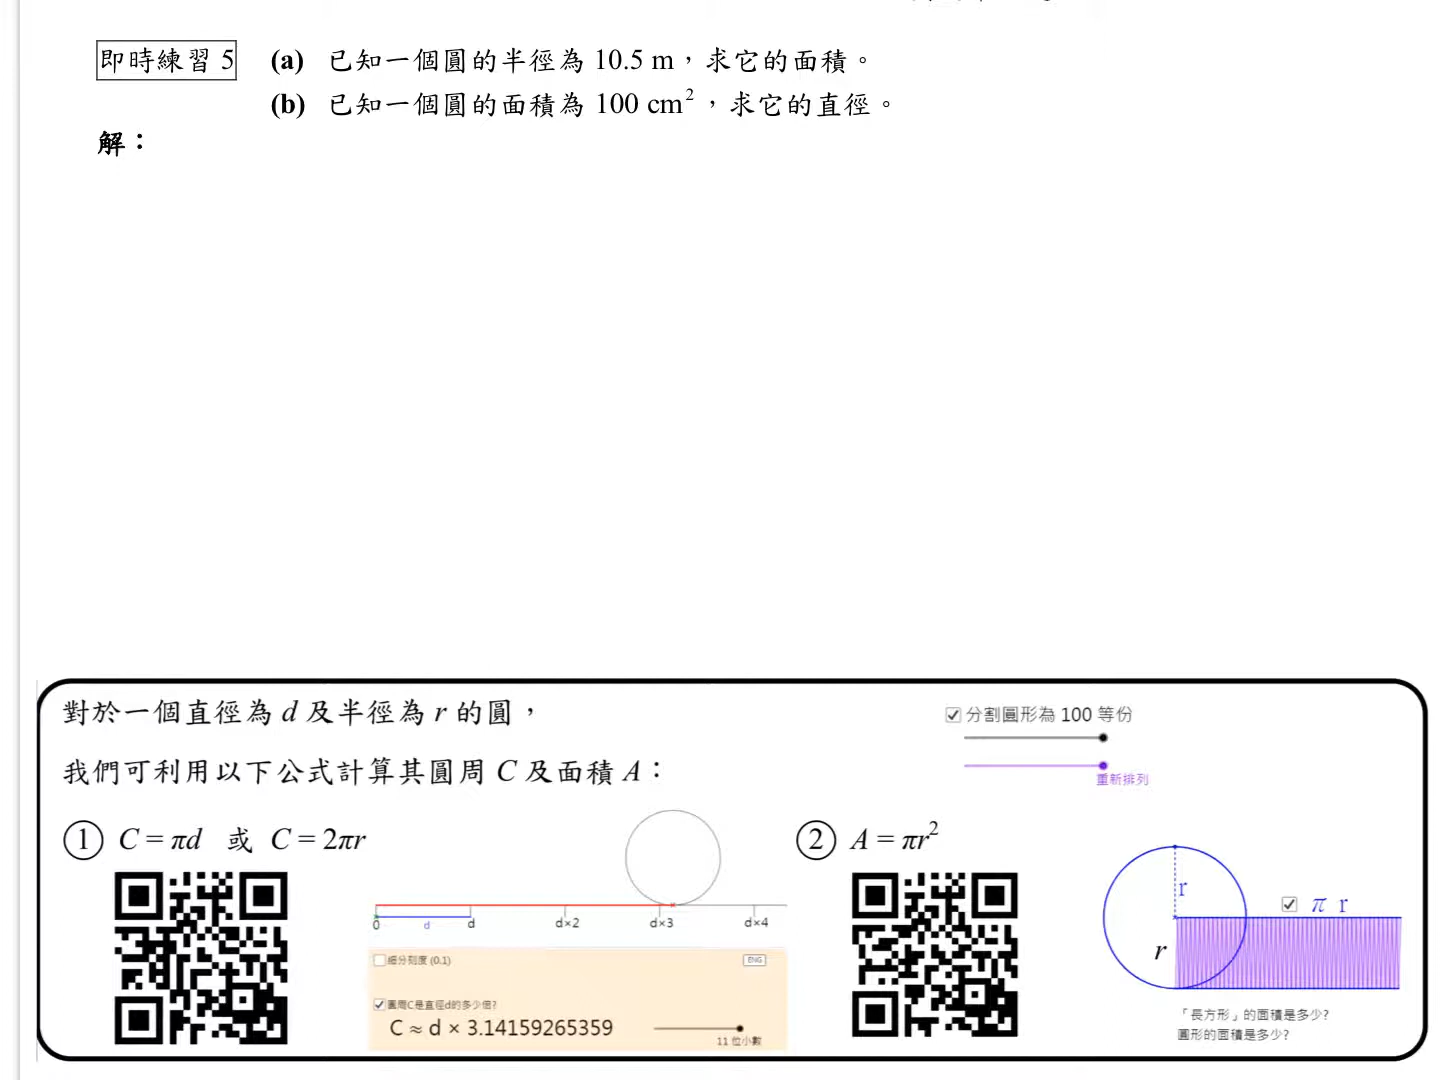 即時練習 5 (a) 已知一個圓的半徑為 10.5 m，求它的面積。
(b) 已知一個圓的面積為 100 cm²，求它的直徑。
解：
對於一個直徑為 d 及半徑為 r 的圓，
我們可利用以下公式計算其圓周 C 及面積 A：
① C = πd 或 C = 2πr
0 d d d×2 d×3 d×4
細分刻度 (0.1) ENG
圓周C是直徑d的多少倍?
C ≈ d × 3.14159265359
11 位小數
分割圓形為 100 等份
重新排列
② A = πr²
r
π r
r
「長方形」的面積是多少?
圓形的面積是多少?